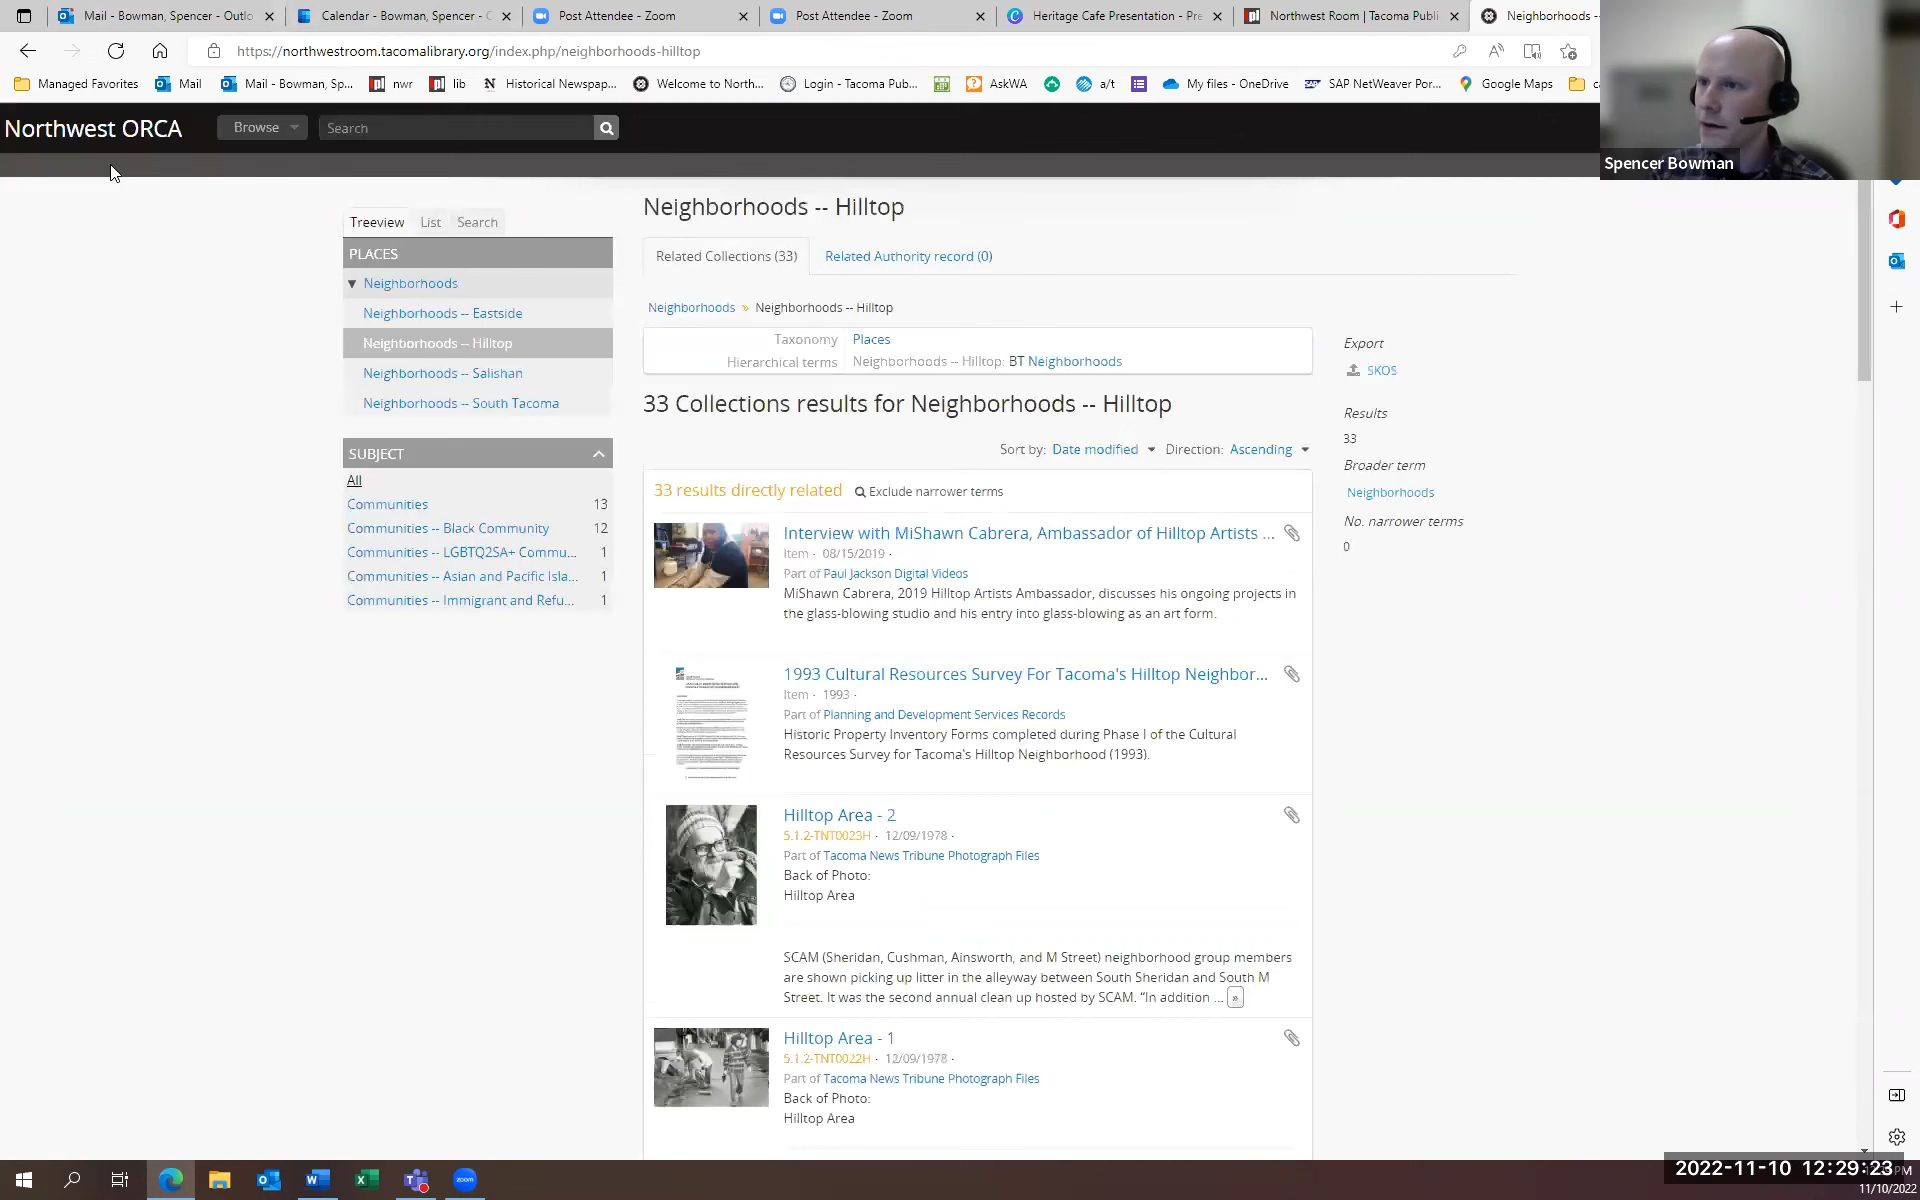 Mail - Bowman, Spencer - Outlo
Calendar - Bowman, Spencer - C
Post Attendee - Zoom
Post Attendee - Zoom
Heritage Cafe Presentation - Pre
Northwest Room | Tacoma Publi
Neighborhoods -
https://northwestroom.tacomalibrary.org/index.php/neighborhoods-hilltop
Managed Favorites
Mail
Mail - Bowman, Sp...
nwr
lib
Historical Newspap...
Welcome to North...
Login - Tacoma Pub...
AskWA
a/t
My files - OneDrive
SAP NetWeaver Por...
Google Maps
Northwest ORCA
Browse
Search
Spencer Bowman
Treeview
List
Search
PLACES
Neighborhoods
Neighborhoods -- Eastside
Neighborhoods -- Hilltop
Neighborhoods -- Salishan
Neighborhoods -- South Tacoma
SUBJECT
All
Communities 13
Communities -- Black Community 12
Communities -- LGBTQ2SA+ Commu... 1
Communities -- Asian and Pacific Isla... 1
Communities -- Immigrant and Refu... 1
Neighborhoods -- Hilltop
Related Collections (33)
Related Authority record (0)
Neighborhoods » Neighborhoods -- Hilltop
Taxonomy Places
Hierarchical terms Neighborhoods -- Hilltop: BT Neighborhoods
33 Collections results for Neighborhoods -- Hilltop
Sort by: Date modified Direction: Ascending
33 results directly related Exclude narrower terms
Interview with MiShawn Cabrera, Ambassador of Hilltop Artists ...
Item · 08/15/2019 ·
Part of Paul Jackson Digital Videos
MiShawn Cabrera, 2019 Hilltop Artists Ambassador, discusses his ongoing projects in
the glass-blowing studio and his entry into glass-blowing as an art form.
1993 Cultural Resources Survey For Tacoma's Hilltop Neighbor...
Item · 1993 ·
Part of Planning and Development Services Records
Historic Property Inventory Forms completed during Phase I of the Cultural
Resources Survey for Tacoma's Hilltop Neighborhood (1993).
Hilltop Area - 2
5.1.2-TNT0023H · 12/09/1978 ·
Part of Tacoma News Tribune Photograph Files
Back of Photo:
Hilltop Area
SCAM (Sheridan, Cushman, Ainsworth, and M Street) neighborhood group members
are shown picking up litter in the alleyway between South Sheridan and South M
Street. It was the second annual clean up hosted by SCAM. “In addition ... »
Hilltop Area - 1
5.1.2-TNT0022H · 12/09/1978 ·
Part of Tacoma News Tribune Photograph Files
Back of Photo:
Hilltop Area
Export
SKOS
Results
33
Broader term
Neighborhoods
No. narrower terms
0
zoom
2022-11-10 12:29:23
PM
11/10/2022